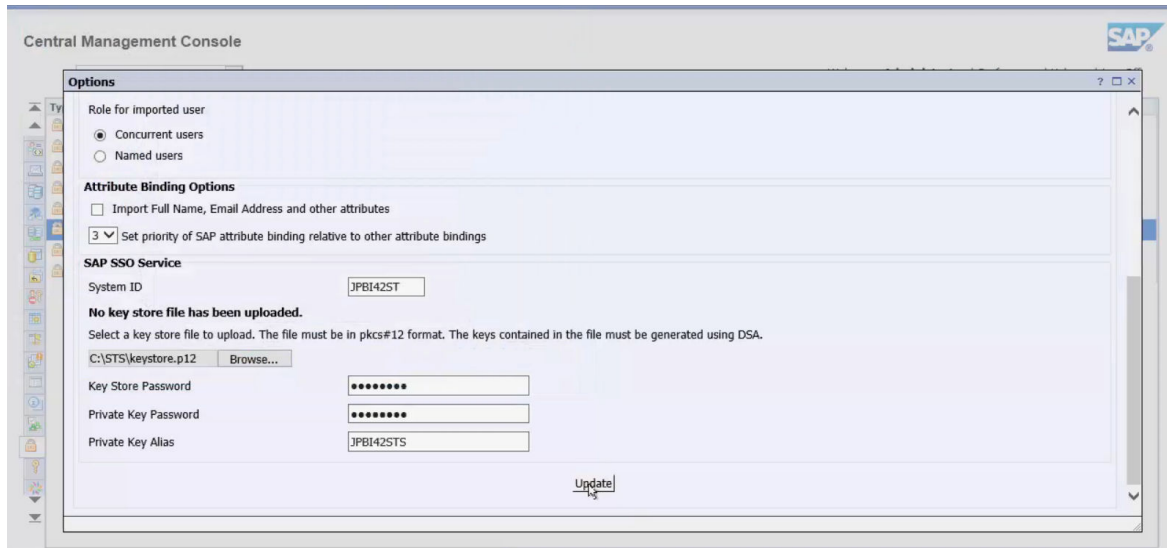 Central Management Console
SAP
Options
? □ ×
Role for imported user
Concurrent users
Named users
Attribute Binding Options
Import Full Name, Email Address and other attributes
3 Set priority of SAP attribute binding relative to other attribute bindings
SAP SSO Service
System ID JPBI42ST
No key store file has been uploaded.
Select a key store file to upload. The file must be in pkcs#12 format. The keys contained in the file must be generated using DSA.
C:\STS\keystore.p12 Browse...
Key Store Password ••••••••
Private Key Password ••••••••
Private Key Alias JPBI42STS
Update